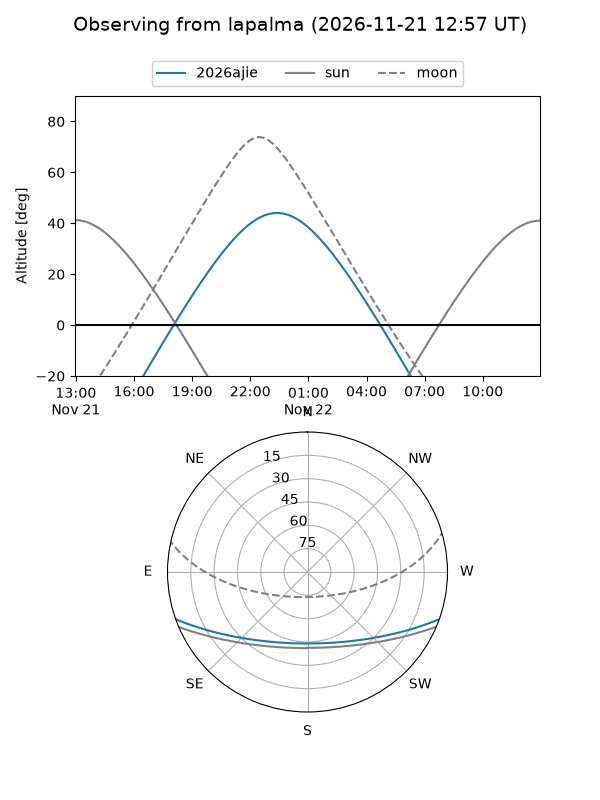 Observing from lapalma (2026-11-21 12:57 UT)
2026ajie sun moon
Altitude [deg]
80
60
40
20
0
−20
13:00 16:00 19:00 22:00 01:00 04:00 07:00 10:00
Nov 21 Nov 22
N
NE NW
15
30
45
60
75
E W
SE SW
S